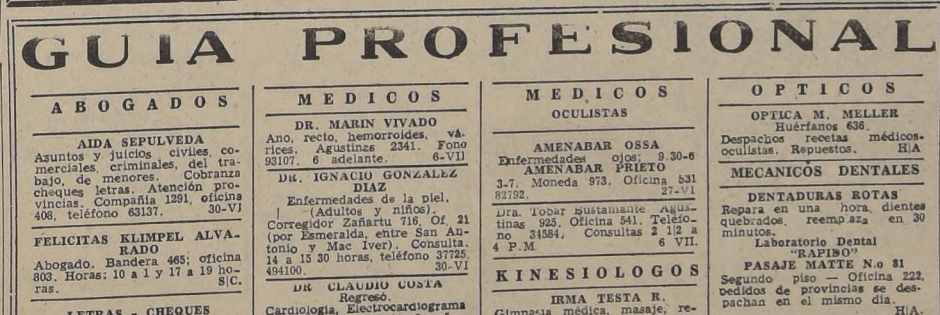 GUIA PROFESIONAL
ABOGADOS
AIDA SEPULVEDA
Asuntos y juicios civiles, co-
merciales, criminales, del tra-
bajo, de menores. Cobranza
cheques letras. Atención pro-
vincias. Compañía 1291, oficina
408, teléfono 63137. 30-VI
FELICITAS KLIMPEL ALVA-
RADO
Abogado. Bandera 465; oficina
803. Horas: 10 a 1 y 17 a 19 ho-
ras. S|C.
LETRAS - CHEQUES
MEDICOS
DR. MARIN VIVADO
Ano, recto, hemorroides, vá-
rices. Agustinas 2341. Fono
93107. 6 adelante. 6-VII
DR. IGNACIO GONZALEZ
DIAZ
Enfermedades de la piel.
(Adultos y niños).
Corregidor Zañartu 716, Of. 21
(por Esmeralda, entre San An-
tonio y Mac Iver). Consulta.
14 a 15 30 horas, teléfono 37725,
494100. 30-VI
DR CLAUDIO COSTA
Regresó.
Cardiología, Electrocardiograma
MEDICOS
OCULISTAS
AMENABAR OSSA
Enfermedades ojos; 9.30-6
AMENABAR PRIETO
3-7. Moneda 973. Oficina 531
82792. 27-VI
Dra. Tobar Bustamante Agus-
tinas 925, Oficina 541. Teléfo-
no 34584, Consultas 2 1|2 a
4 P.M 6 VII.
KINESIOLOGOS
IRMA TESTA R.
Gimnasia médica, masaje, re-
OPTICOS
OPTICA M. MELLER
Huérfanos 636.
Despachos recetas médicos-
oculistas. Repuestos. H|A
MECANICOS DENTALES
DENTADURAS ROTAS
Repara en una hora, dientes
quebrados, reemplaza en 30
minutos.
Laboratorio Dental
"RAPIDO"
PASAJE MATTE N.o 81
Segundo piso — Oficina 222,
pedidos de provincias se des-
pachan en el mismo día.
H|A.